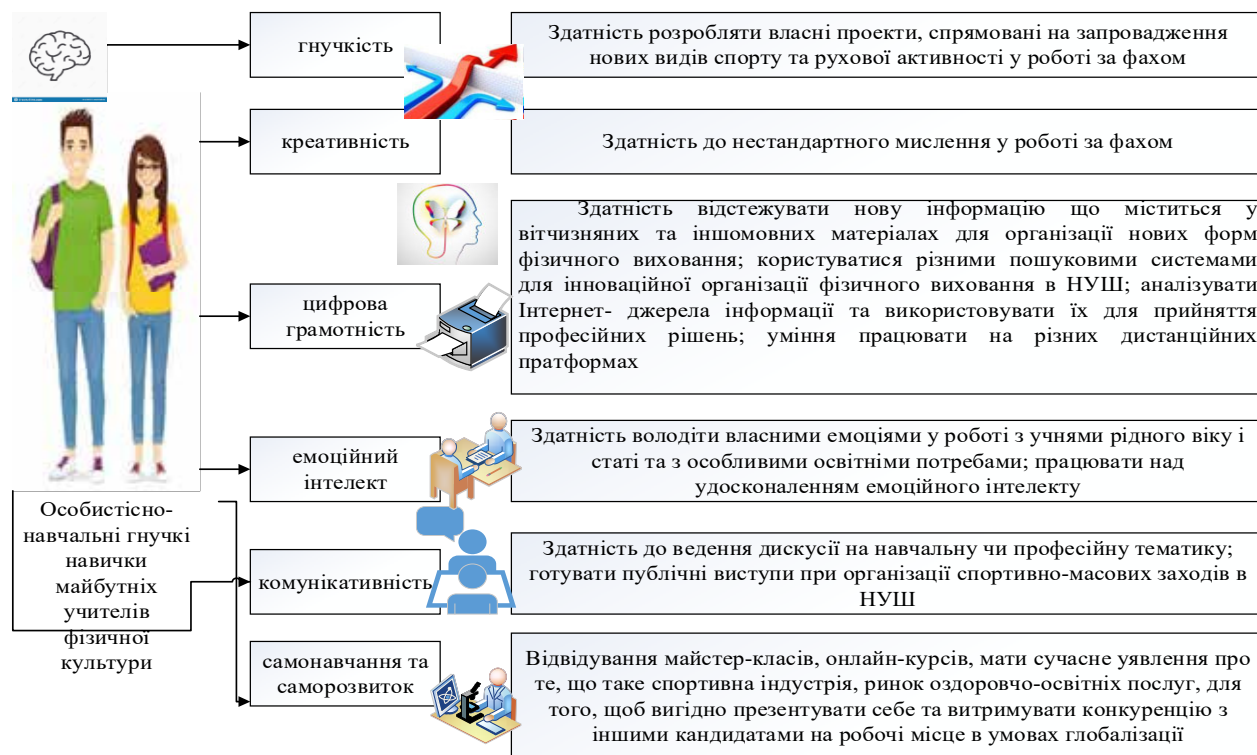 гнучкість
Здатність розробляти власні проекти, спрямовані на запровадження
нових видів спорту та рухової активності у роботі за фахом
креативність
Здатність до нестандартного мислення у роботі за фахом
цифрова
грамотність
Здатність відстежувати нову інформацію що міститься у
вітчизняних та іншомовних матеріалах для організації нових форм
фізичного виховання; користуватися різними пошуковими системами
для інноваційної організації фізичного виховання в НУШ; аналізувати
Інтернет- джерела інформації та використовувати їх для прийняття
професійних рішень; уміння працювати на різних дистанційних
пратформах
емоційний
інтелект
Здатність володіти власними емоціями у роботі з учнями рідного віку і
статі та з особливими освітніми потребами; працювати над
удосконаленням емоційного інтелекту
Особистісно-
навчальні гнучкі
навички
майбутніх
учителів
фізичної
культури
комунікативність
Здатність до ведення дискусії на навчальну чи професійну тематику;
готувати публічні виступи при організації спортивно-масових заходів в
НУШ
самонавчання та
саморозвиток
Відвідування майстер-класів, онлайн-курсів, мати сучасне уявлення про
те, що таке спортивна індустрія, ринок оздоровчо-освітніх послуг, для
того, щоб вигідно презентувати себе та витримувати конкуренцію з
іншими кандидатами на робочі місце в умовах глобалізації